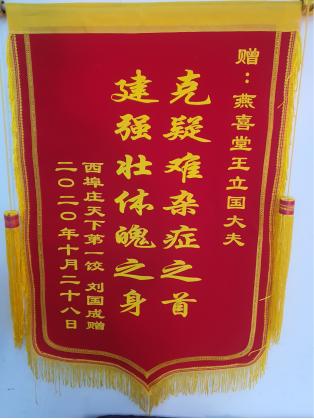 赠：燕喜堂王立国大夫
克疑难杂症之首
建强壮体魄之身
西埠庄天下第一饺 刘国成赠
二〇二〇年十月二十八日